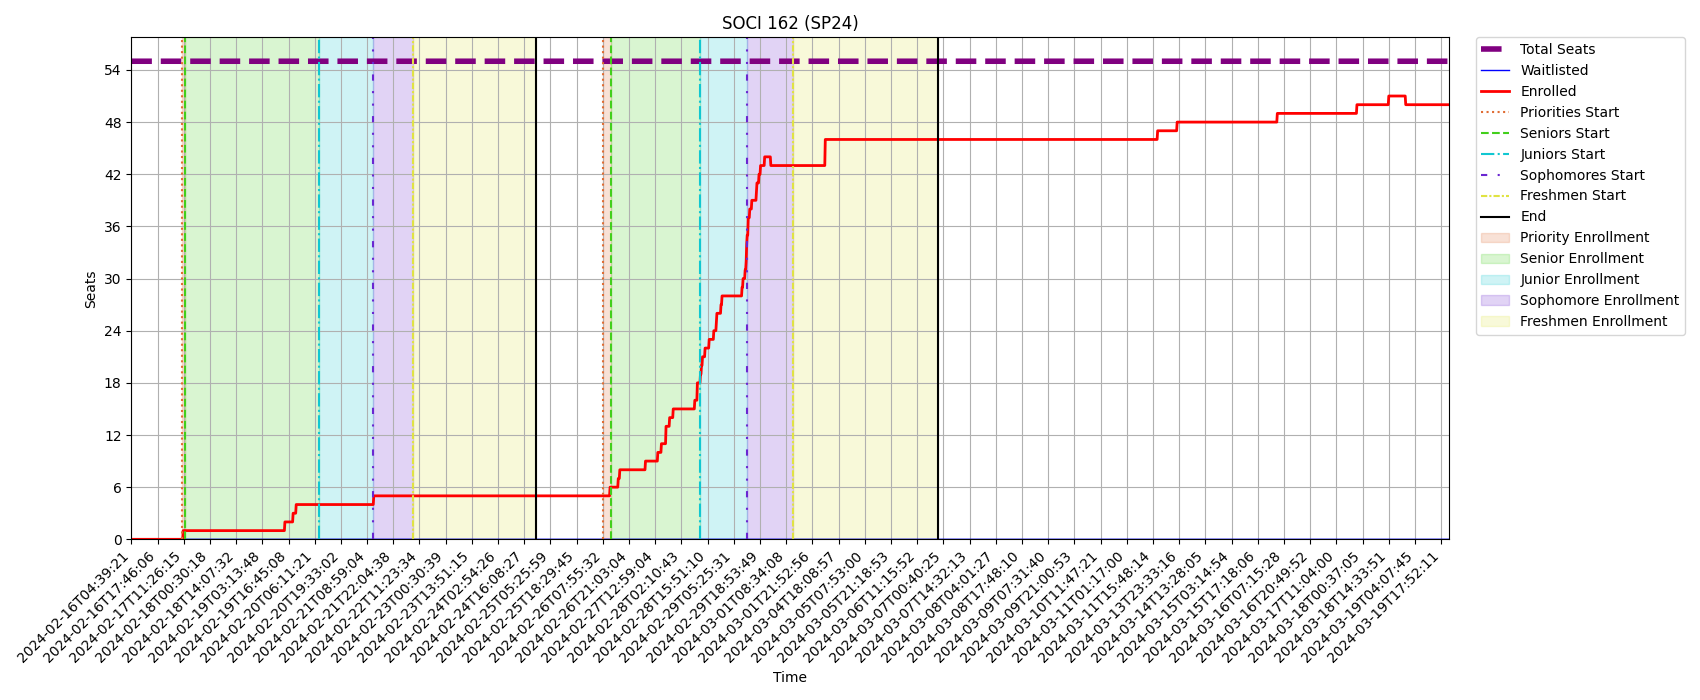 SOCI 162 (SP24)
Seats
54
48
42
36
30
24
18
12
6
0
2024-02-16T04:39:21
2024-02-16T17:46:06
2024-02-17T11:26:15
2024-02-18T00:30:18
2024-02-18T14:07:32
2024-02-19T03:13:48
2024-02-19T16:45:08
2024-02-20T06:11:21
2024-02-20T19:33:02
2024-02-21T08:59:04
2024-02-21T22:04:38
2024-02-22T11:23:34
2024-02-23T00:30:39
2024-02-23T13:51:15
2024-02-24T02:54:26
2024-02-24T16:08:27
2024-02-25T05:25:59
2024-02-25T18:29:45
2024-02-26T07:55:32
2024-02-26T21:03:04
2024-02-27T12:59:04
2024-02-28T02:10:43
2024-02-28T15:51:10
2024-02-29T05:25:31
2024-02-29T18:53:49
2024-03-01T08:34:08
2024-03-01T21:52:56
2024-03-04T18:08:57
2024-03-05T07:53:00
2024-03-05T21:18:53
2024-03-06T11:15:52
2024-03-07T00:40:25
2024-03-07T14:32:13
2024-03-08T04:01:27
2024-03-08T17:48:10
2024-03-09T07:31:40
2024-03-09T21:00:53
2024-03-10T11:47:21
2024-03-11T01:17:00
2024-03-11T15:48:14
2024-03-13T23:33:16
2024-03-14T13:28:05
2024-03-15T03:14:54
2024-03-15T17:18:06
2024-03-16T07:15:28
2024-03-16T20:49:52
2024-03-17T11:04:00
2024-03-18T00:37:05
2024-03-18T14:33:51
2024-03-19T04:07:45
2024-03-19T17:52:11
Time
Total Seats
Waitlisted
Enrolled
Priorities Start
Seniors Start
Juniors Start
Sophomores Start
Freshmen Start
End
Priority Enrollment
Senior Enrollment
Junior Enrollment
Sophomore Enrollment
Freshmen Enrollment